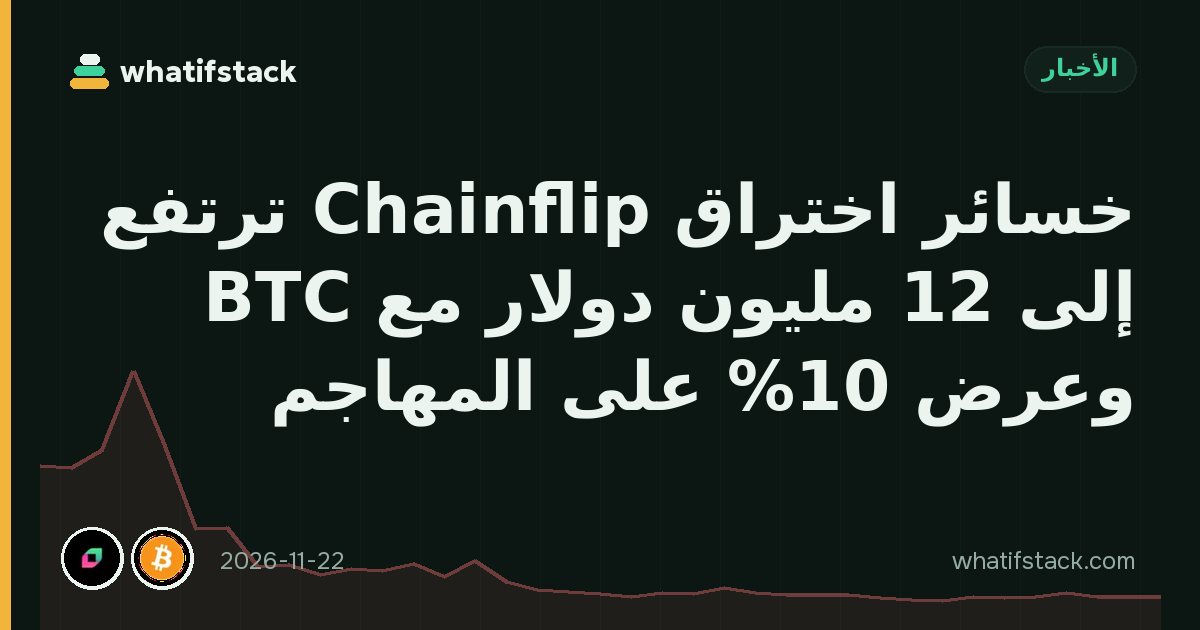 whatifstack
الأخبار
خسائر اختراق Chainflip ترتفع
إلى 12 مليون دولار مع BTC
وعرض 10% على المهاجم
2026-11-22
whatifstack.com